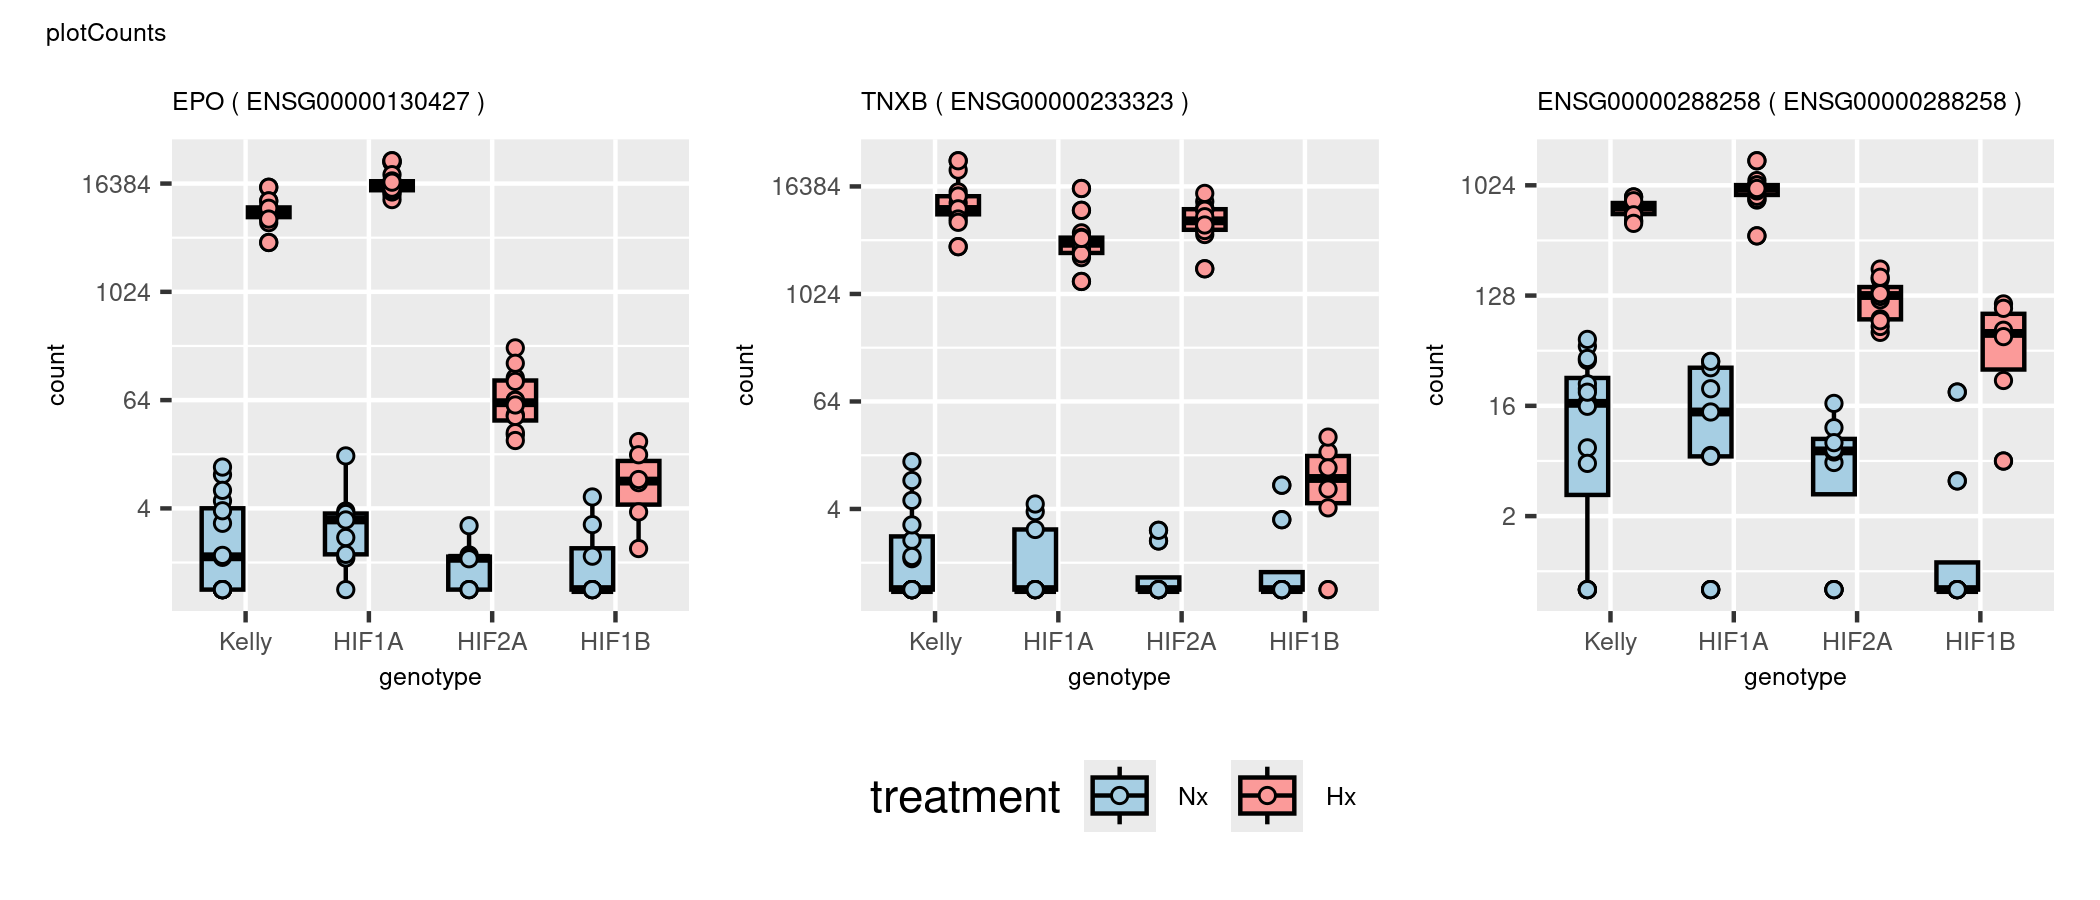 plotCounts
EPO ( ENSG00000130427 )
TNXB ( ENSG00000233323 )
ENSG00000288258 ( ENSG00000288258 )
count
16384
1024
64
4
Kelly
HIF1A
HIF2A
HIF1B
genotype
count
16384
1024
64
4
Kelly
HIF1A
HIF2A
HIF1B
genotype
count
1024
128
16
2
Kelly
HIF1A
HIF2A
HIF1B
genotype
treatment
Nx
Hx